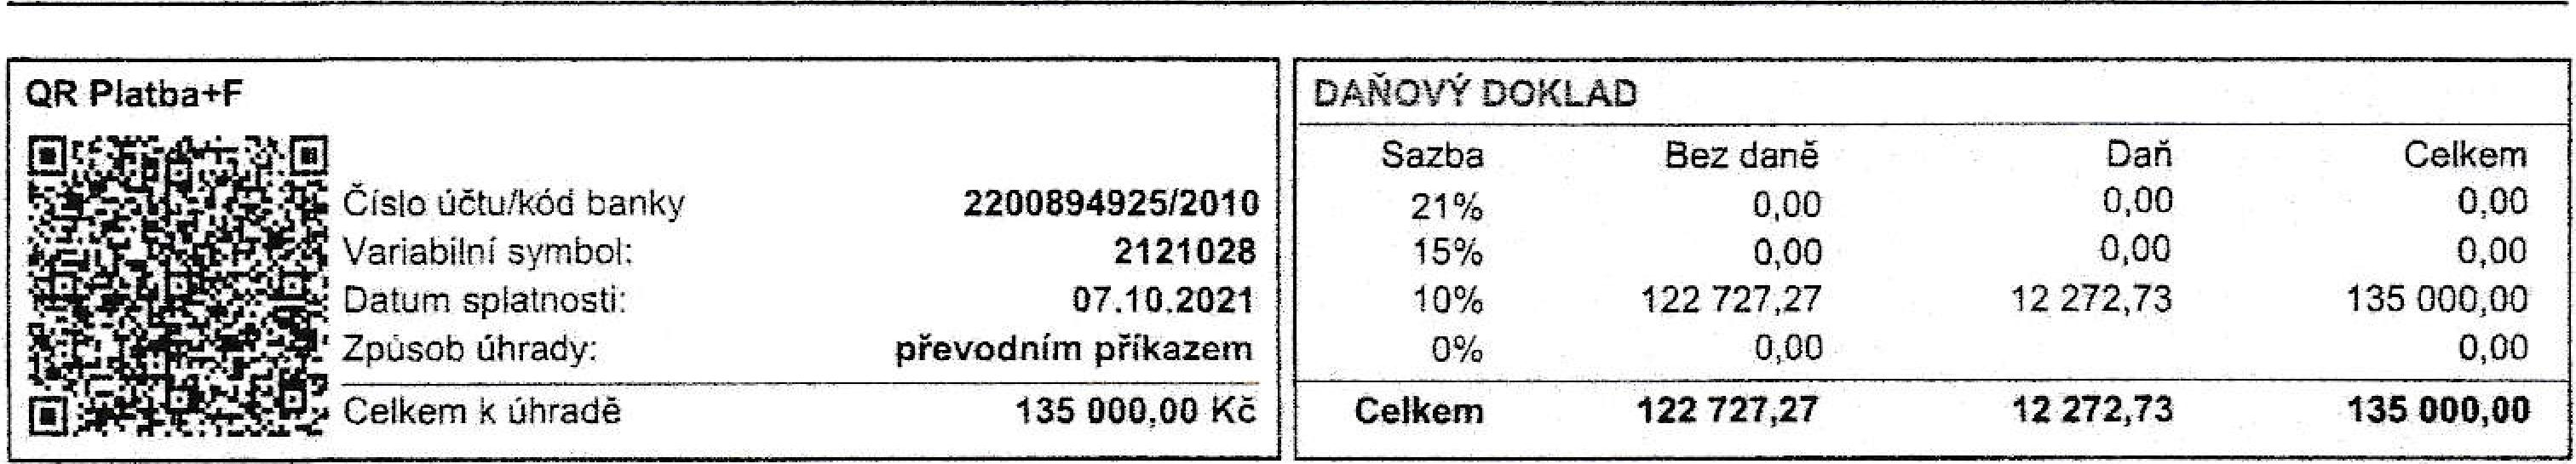 QR Platba+F
Číslo účtu/kód banky 2200894925/2010
Variabilní symbol: 2121028
Datum splatnosti: 07.10.2021
Způsob úhrady: převodním příkazem
Celkem k úhradě 135 000,00 Kč
DAŇOVÝ DOKLAD
Sazba Bez daně Daň Celkem
21% 0,00 0,00 0,00
15% 0,00 0,00 0,00
10% 122 727,27 12 272,73 135 000,00
0% 0,00 0,00
Celkem 122 727,27 12 272,73 135 000,00